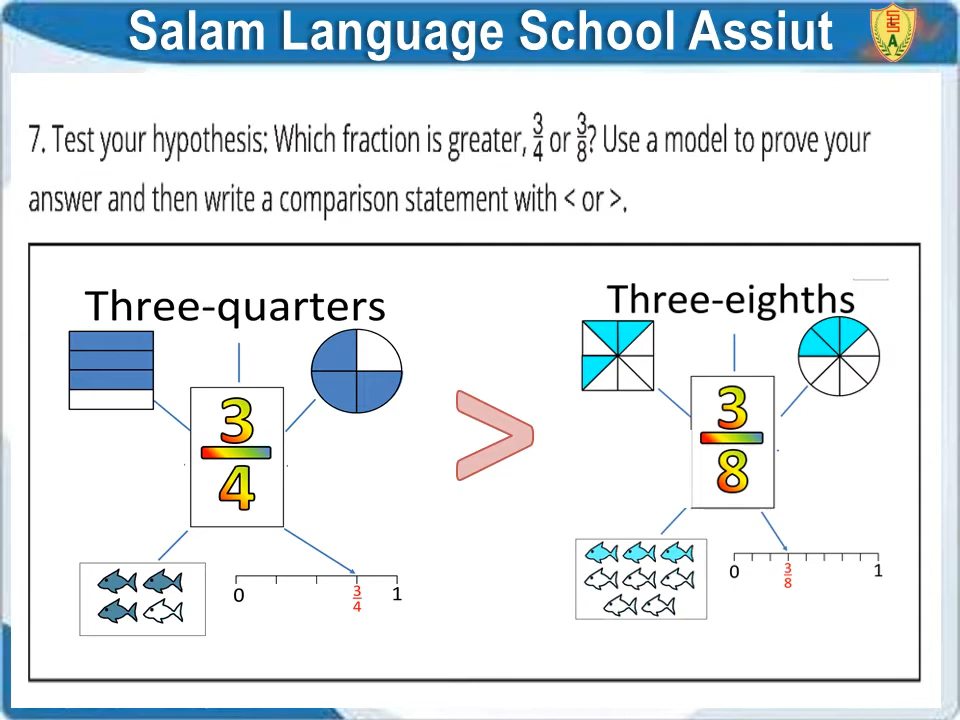 Salam Language School Assiut
A
7. Test your hypothesis: Which fraction is greater, 3/4 or 3/8? Use a model to prove your
answer and then write a comparison statement with < or >.
Three-quarters
3
4
0 3/4 1
>
Three-eighths
3
8
0 3/8 1